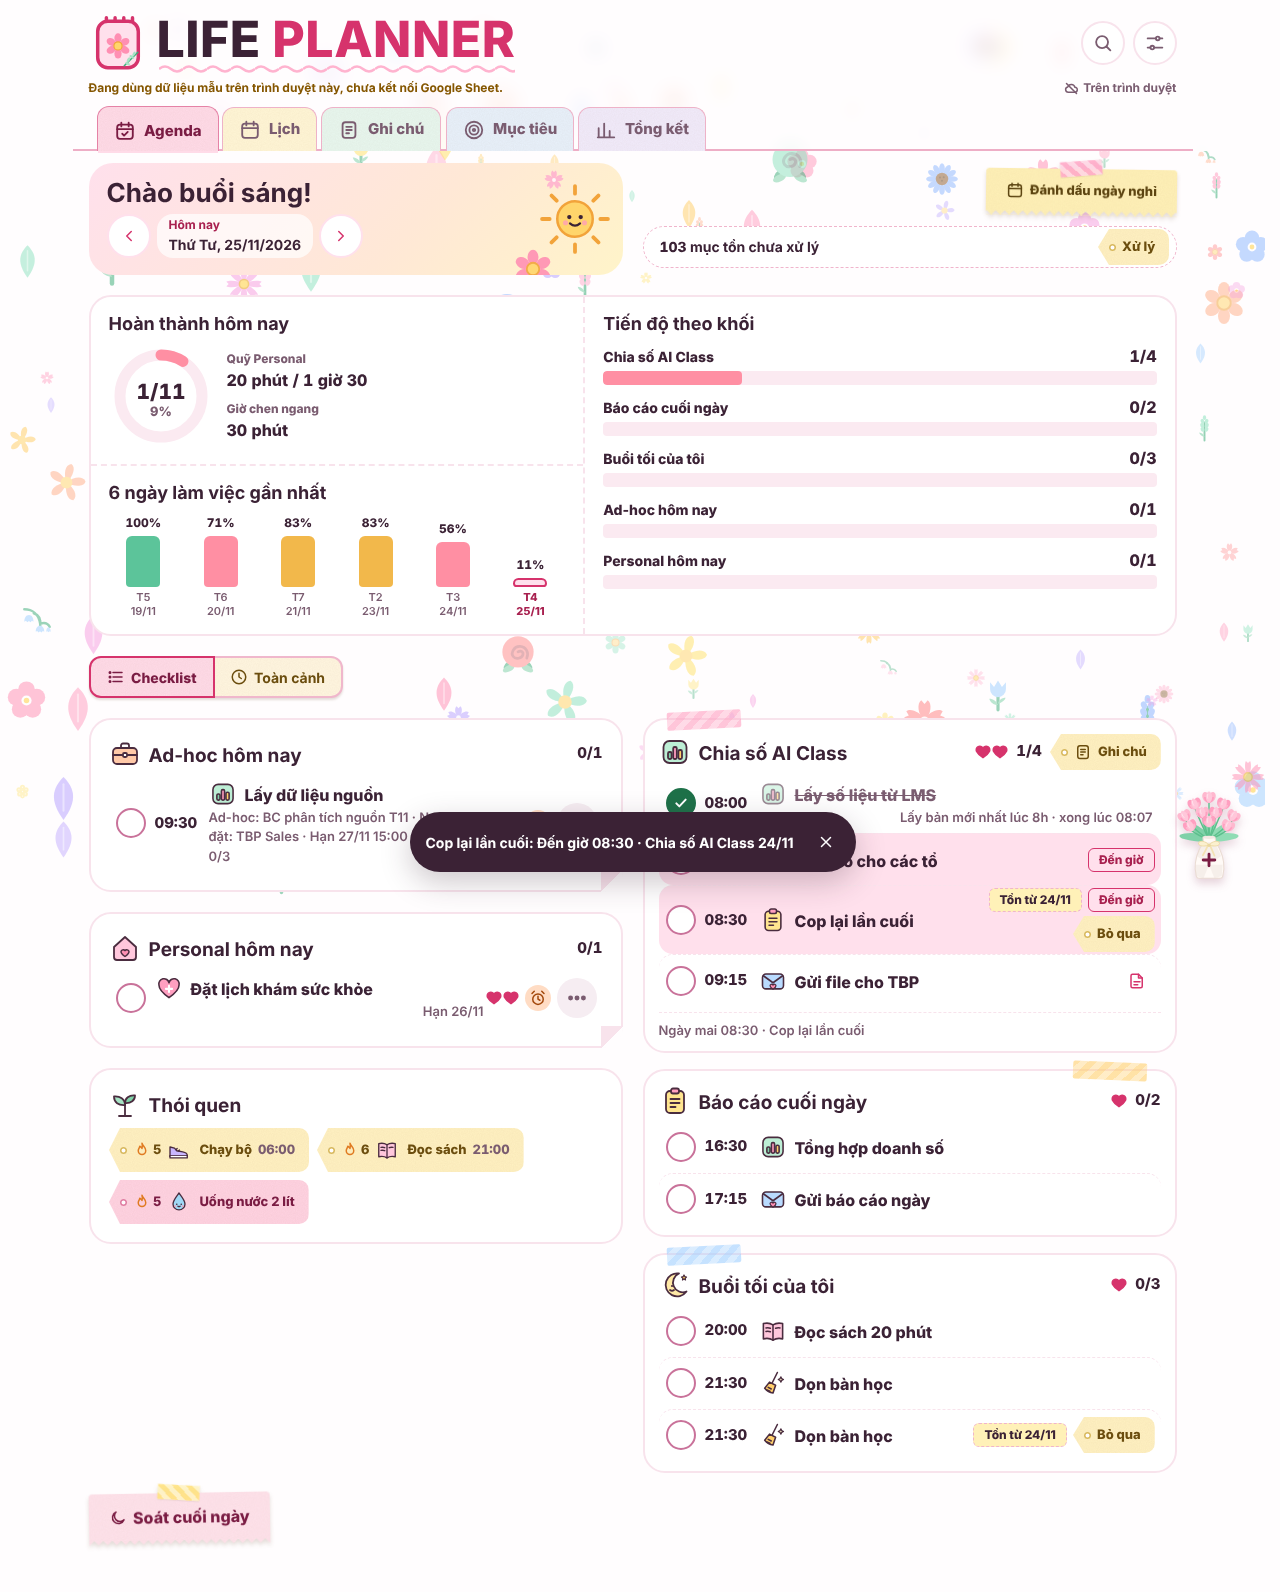 LIFE PLANNER
Đang dùng dữ liệu mẫu trên trình duyệt này, chưa kết nối Google Sheet.
Trên trình duyệt
Agenda
Lịch
Ghi chú
Mục tiêu
Tổng kết
Chào buổi sáng!
Hôm nay
Thứ Tư, 25/11/2026
Đánh dấu ngày nghỉ
103 mục tồn chưa xử lý
Xử lý
Hoàn thành hôm nay
1/11
9%
Quỹ Personal
20 phút / 1 giờ 30
Giờ chen ngang
30 phút
6 ngày làm việc gần nhất
100% 71% 83% 83% 56% 11%
T5 T6 T7 T2 T3 T4
19/11 20/11 21/11 23/11 24/11 25/11
Tiến độ theo khối
Chia số AI Class 1/4
Báo cáo cuối ngày 0/2
Buổi tối của tôi 0/3
Ad-hoc hôm nay 0/1
Personal hôm nay 0/1
Checklist
Toàn cảnh
Ad-hoc hôm nay 0/1
09:30
Lấy dữ liệu nguồn
Ad-hoc: BC phân tích nguồn T11 ·
đặt: TBP Sales · Hạn 27/11 15:00
0/3
Personal hôm nay 0/1
Đặt lịch khám sức khỏe
Hạn 26/11
Thói quen
5 Chạy bộ 06:00
6 Đọc sách 21:00
5 Uống nước 2 lít
Chia số AI Class 1/4 Ghi chú
08:00 Lấy số liệu từ LMS
Lấy bản mới nhất lúc 8h · xong lúc 08:07
cho các tổ Đến giờ
Cop lại lần cuối: Đến giờ 08:30 · Chia số AI Class 24/11
08:30 Cop lại lần cuối
Tồn từ 24/11 Đến giờ
Bỏ qua
09:15 Gửi file cho TBP
Ngày mai 08:30 · Cop lại lần cuối
Báo cáo cuối ngày 0/2
16:30 Tổng hợp doanh số
17:15 Gửi báo cáo ngày
Buổi tối của tôi 0/3
20:00 Đọc sách 20 phút
21:30 Dọn bàn học
21:30 Dọn bàn học Tồn từ 24/11 Bỏ qua
Soát cuối ngày